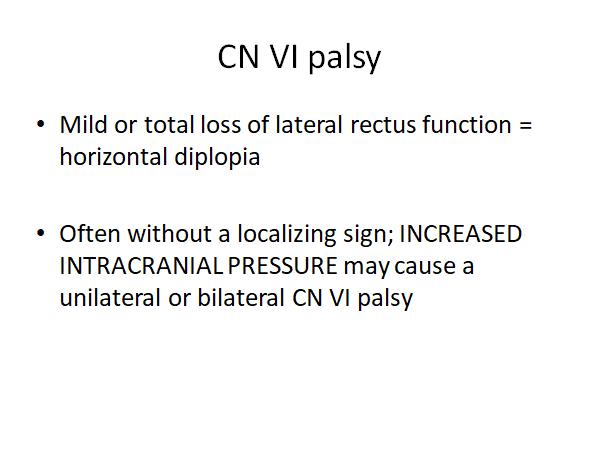 CN VI palsy
• Mild or total loss of lateral rectus function =
horizontal diplopia
• Often without a localizing sign; INCREASED
INTRACRANIAL PRESSURE may cause a
unilateral or bilateral CN VI palsy